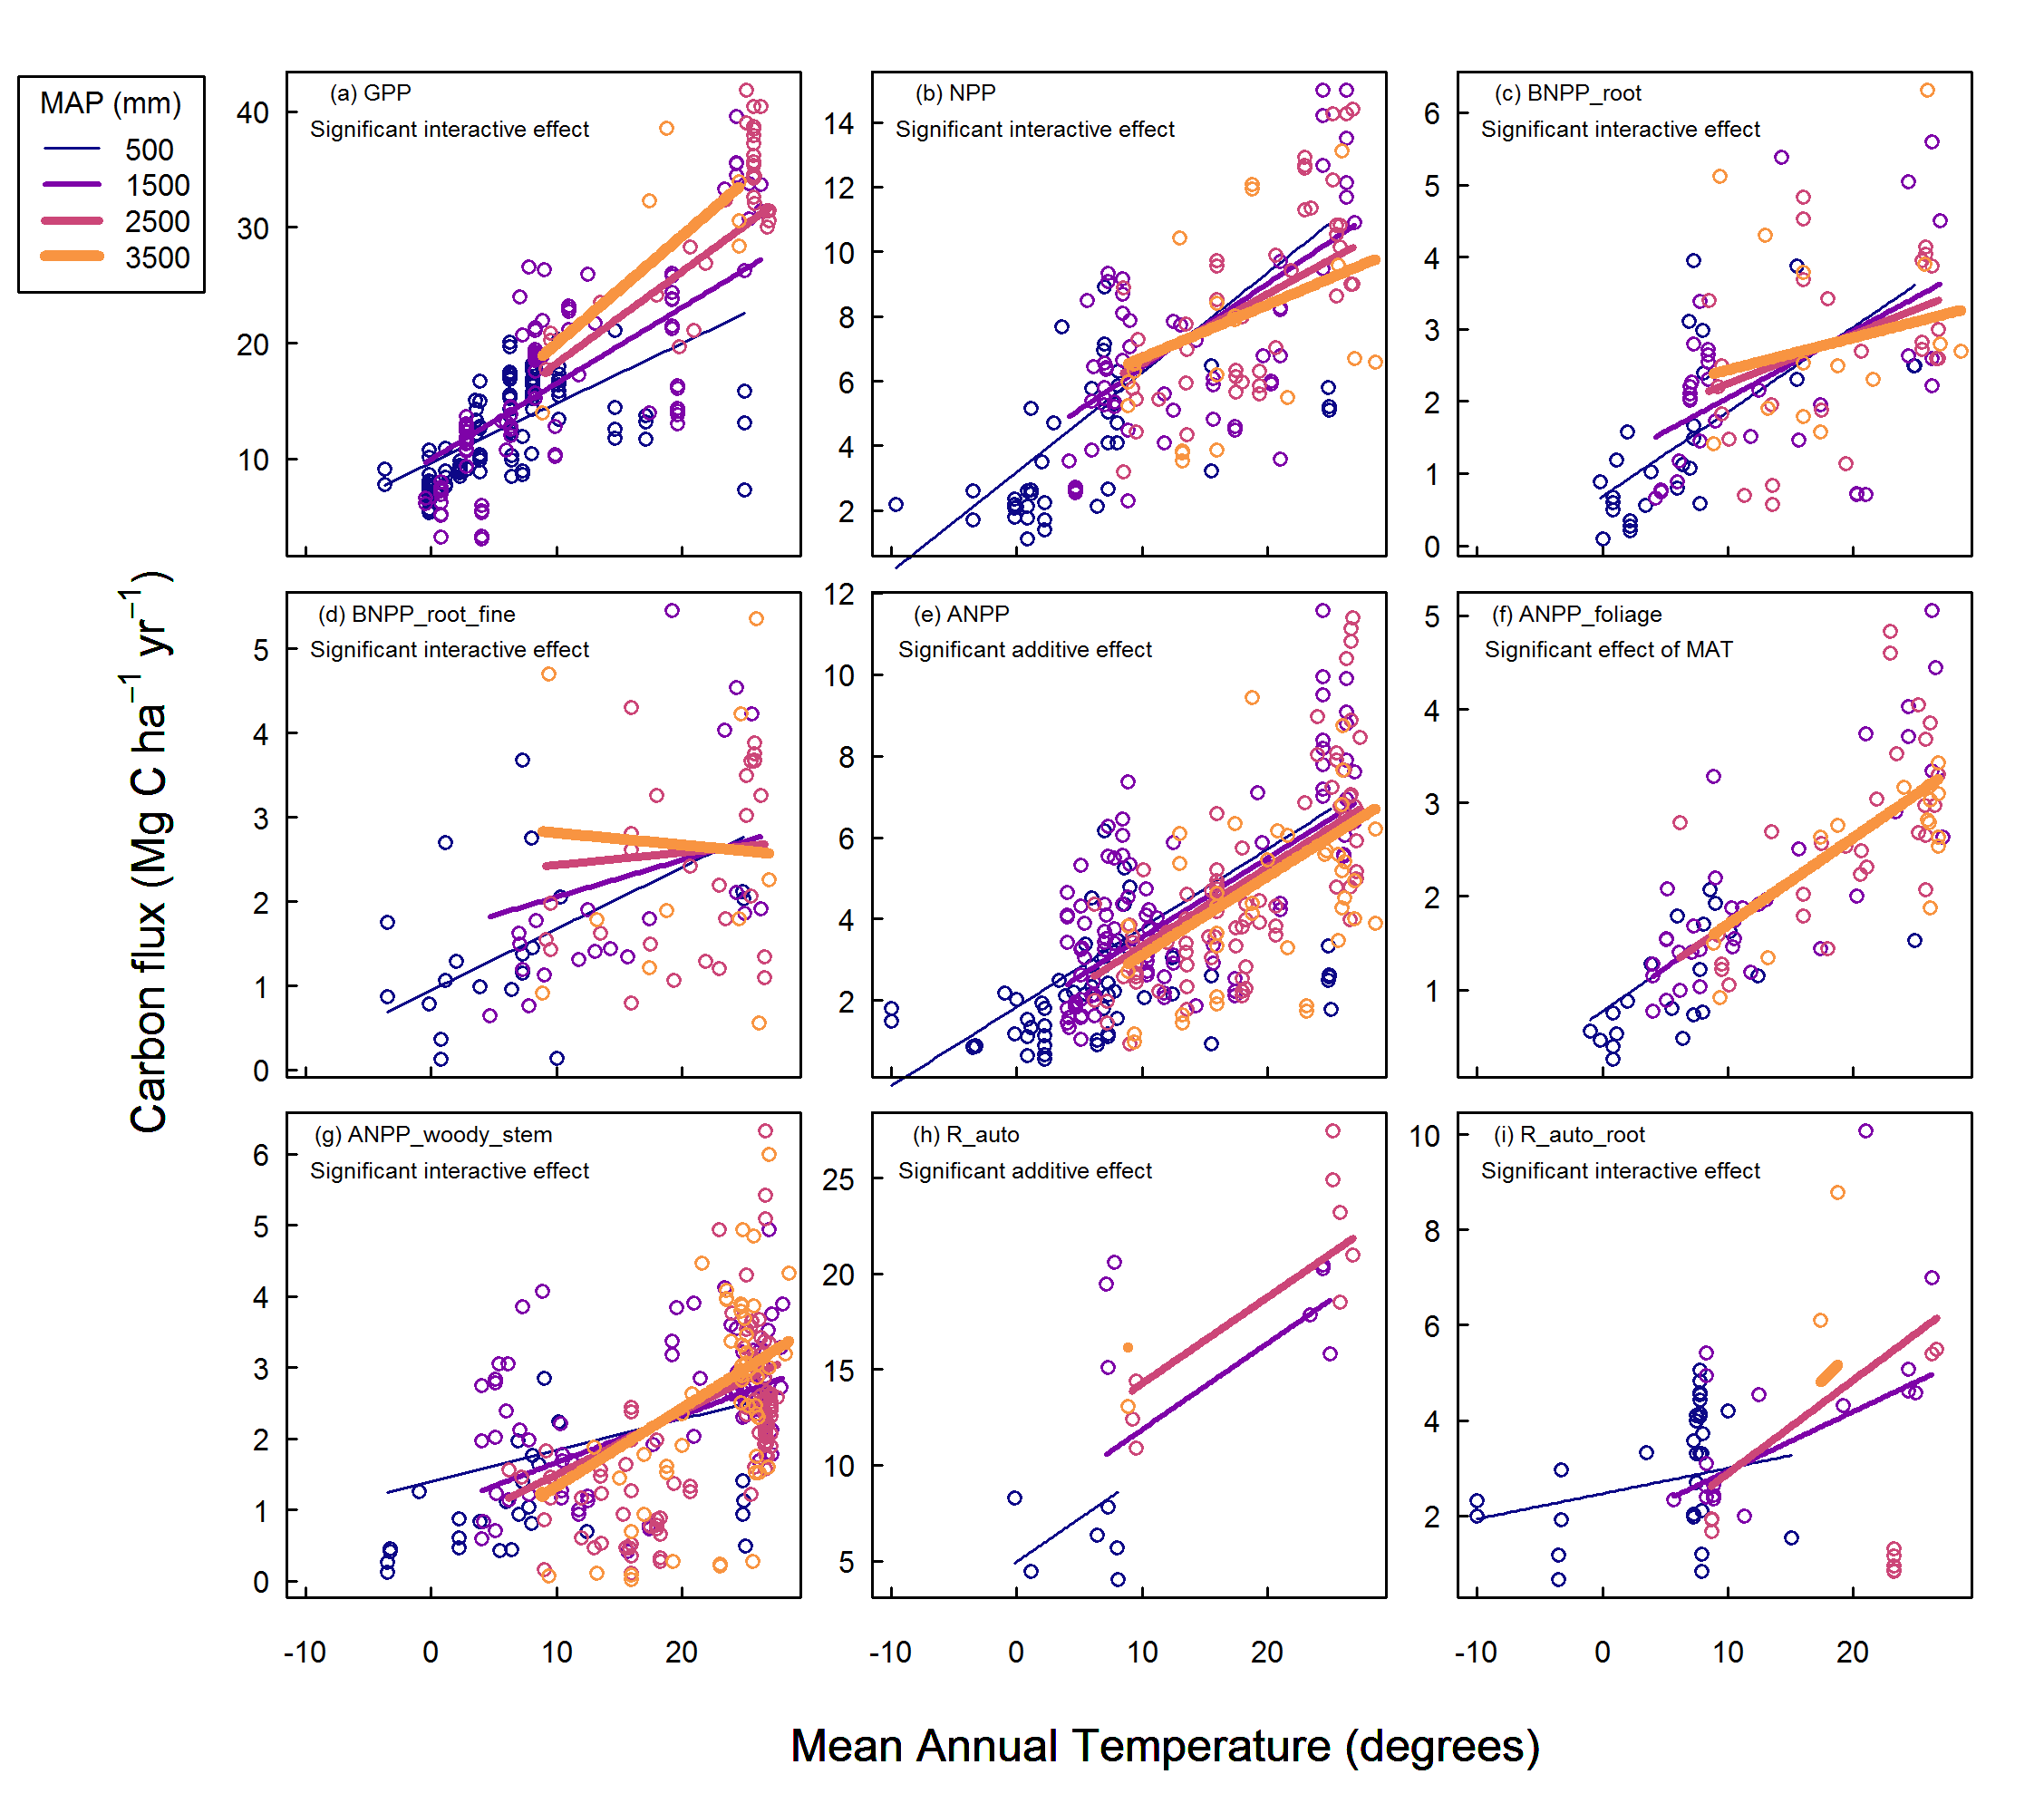 MAP (mm)
500
1500
2500
3500
(a) GPP
Significant interactive effect
10
20
30
40
(b) NPP
Significant interactive effect
2
4
6
8
10
12
14
(c) BNPP_root
Significant interactive effect
0
1
2
3
4
5
6
(d) BNPP_root_fine
Significant interactive effect
0
1
2
3
4
5
(e) ANPP
Significant additive effect
2
4
6
8
10
12
(f) ANPP_foliage
Significant effect of MAT
1
2
3
4
5
(g) ANPP_woody_stem
Significant interactive effect
0
1
2
3
4
5
6
(h) R_auto
Significant additive effect
5
10
15
20
25
(i) R_auto_root
Significant interactive effect
2
4
6
8
10
-10 0 10 20
-10 0 10 20
-10 0 10 20
Carbon flux (Mg C ha⁻¹ yr⁻¹)
Mean Annual Temperature (degrees)